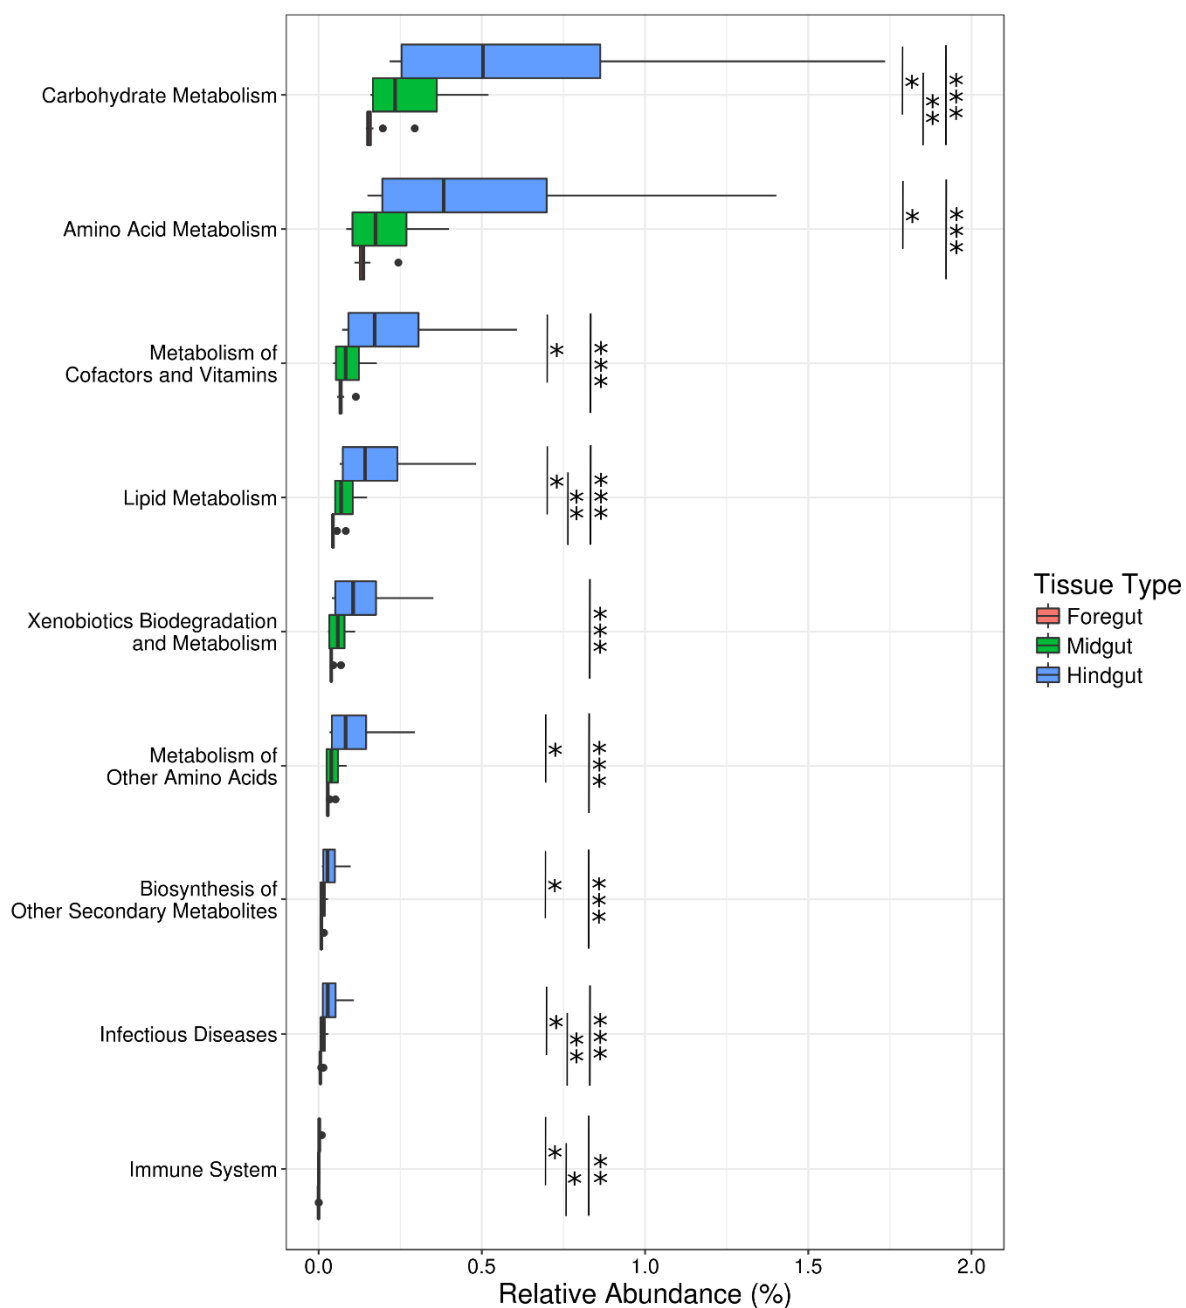 Carbohydrate Metabolism
*
**
***
Amino Acid Metabolism
*
***
Metabolism of
Cofactors and Vitamins
*
***
Lipid Metabolism
*
**
***
Xenobiotics Biodegradation
and Metabolism
***
Metabolism of
Other Amino Acids
*
***
Biosynthesis of
Other Secondary Metabolites
*
***
Infectious Diseases
*
**
***
Immune System
*
*
**
0.0 0.5 1.0 1.5 2.0
Relative Abundance (%)
Tissue Type
Foregut
Midgut
Hindgut